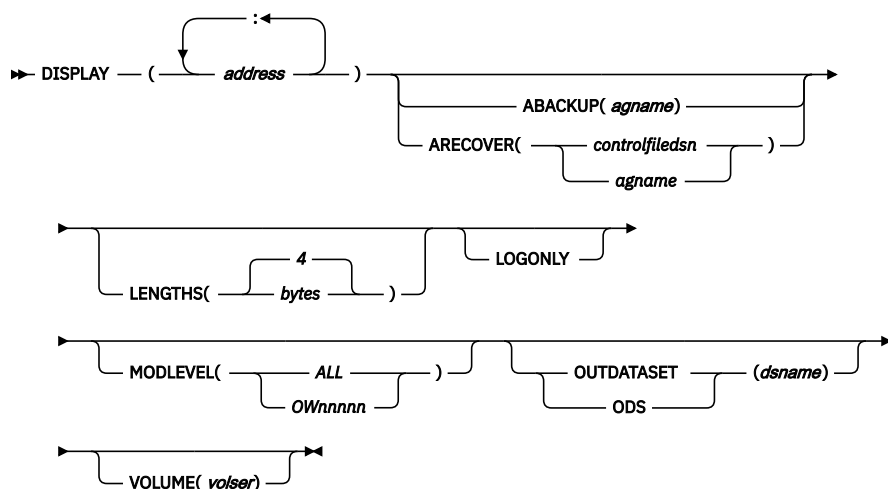 :
DISPLAY ( address )
ABACKUP( agname)
ARECOVER( controlfiledsn )
agname
4
LENGTHS( bytes )
LOGONLY
MODLEVEL( ALL )
OWnnnnn
OUTDATASET (dsname)
ODS
VOLUME( volser)